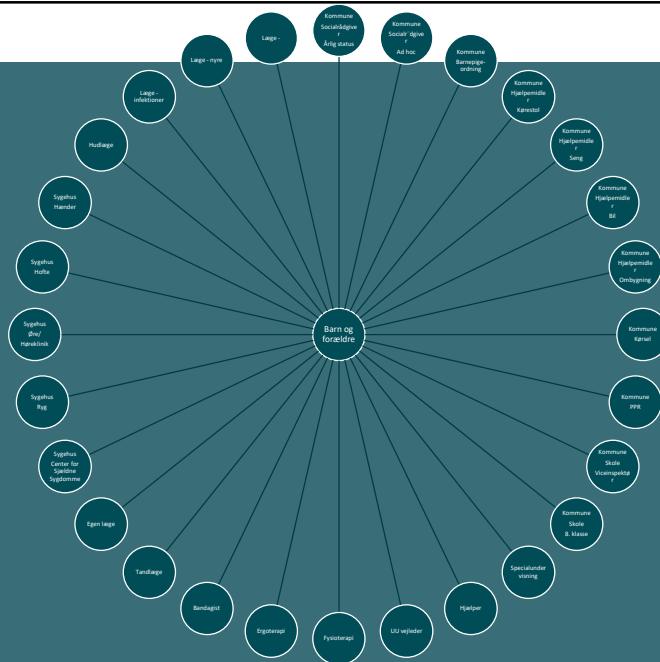 Kommune
Socialrådgive
r
Årlig status
Kommune
Socialr¨dgive
r
Ad hoc
Kommune
Barnepige-
ordning
Kommune
Hjælpemidle
r
Kørestol
Kommune
Hjælpemidle
r
Seng
Kommune
Hjælpemidle
r
Bil
Kommune
Hjælpemidle
r
Ombygning
Kommune
Kørsel
Kommune
PPR
Kommune
Skole
Viceinspektø
r
Kommune
Skole
8. klasse
Specialunder
visning
Hjælper
UU vejleder
Fysioterapi
Ergoterapi
Bandagist
Tandlæge
Egen læge
Sygehus
Center for
Sjældne
Sygdomme
Sygehus
Ryg
Sygehus
Øre/
Høreklinik
Sygehus
Hofte
Sygehus
Hænder
Hudlæge
Læge -
infektioner
Læge - nyre
Læge -
Barn og
forældre